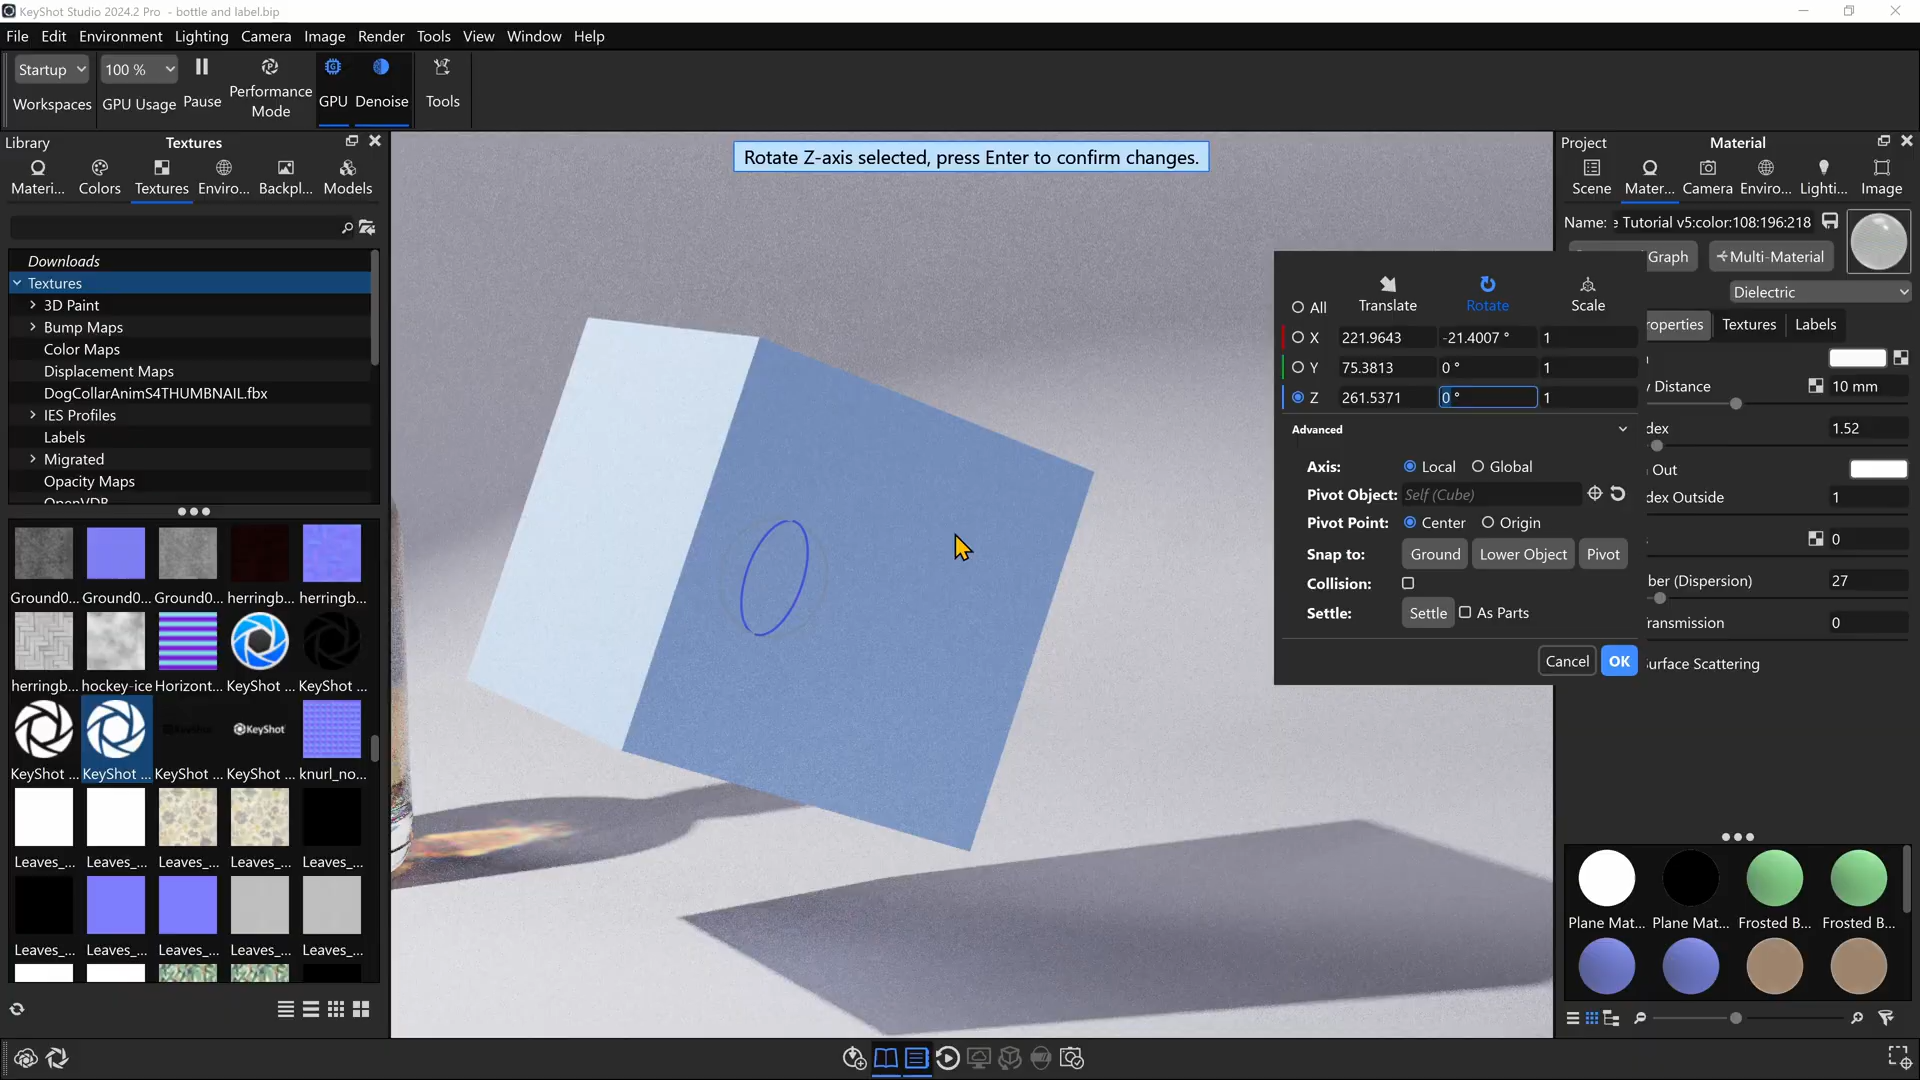 KeyShot Studio 2024.2 Pro - bottle and label.bip
File Edit Environment Lighting Camera Image Render Tools View Window Help
Startup 100 %
Workspaces GPU Usage Pause Performance Mode GPU Denoise Tools
Library Textures
Materi... Colors Textures Enviro... Backpl... Models
Downloads
Textures
3D Paint
Bump Maps
Color Maps
Displacement Maps
DogCollarAnimS4THUMBNAIL.fbx
IES Profiles
Labels
Migrated
Opacity Maps
OpenVDB
Ground0... Ground0... Ground0... herringb... herringb...
herringb... hockey-ice Horizont... KeyShot ... KeyShot ...
KeyShot
KeyShot ... KeyShot ... KeyShot ... KeyShot ... knurl_no...
Leaves_... Leaves_... Leaves_... Leaves_... Leaves_...
Leaves_... Leaves_... Leaves_... Leaves_... Leaves_...
Rotate Z-axis selected, press Enter to confirm changes.
All Translate Rotate Scale
X 221.9643 -21.4007 ° 1
Y 75.3813 0 ° 1
Z 261.5371 0 ° 1
Advanced
Axis: Local Global
Pivot Object: Self (Cube)
Pivot Point: Center Origin
Snap to: Ground Lower Object Pivot
Collision:
Settle: Settle As Parts
Cancel OK
Project Material
Scene Mater... Camera Enviro... Lighti... Image
Name: e Tutorial v5:color:108:196:218
Graph Multi-Material
Dielectric
roperties Textures Labels
y Distance 10 mm
dex 1.52
n Out
dex Outside 1
s 0
ber (Dispersion) 27
ransmission 0
urface Scattering
Plane Mat... Plane Mat... Frosted B... Frosted B...